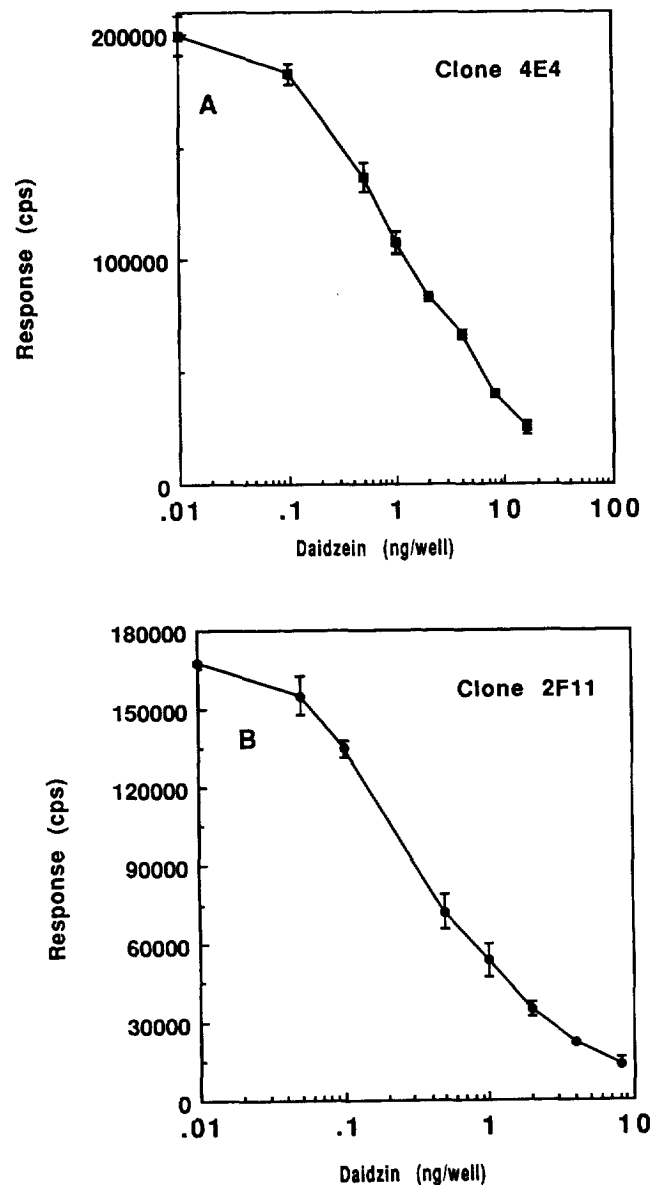 200000
Clone 4E4
A
Response (cps)
100000
0
.01 .1 1 10 100
Daidzein (ng/well)
180000
Clone 2F11
150000
B
120000
Response (cps)
90000
60000
30000
0
.01 .1 1 10
Daidzin (ng/well)